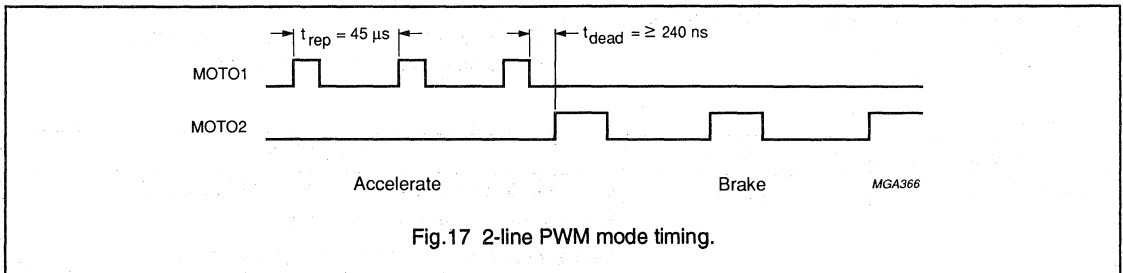 t rep = 45 µs
t dead = ≥ 240 ns
MOTO1
MOTO2
Accelerate
Brake
MGA366
Fig.17 2-line PWM mode timing.